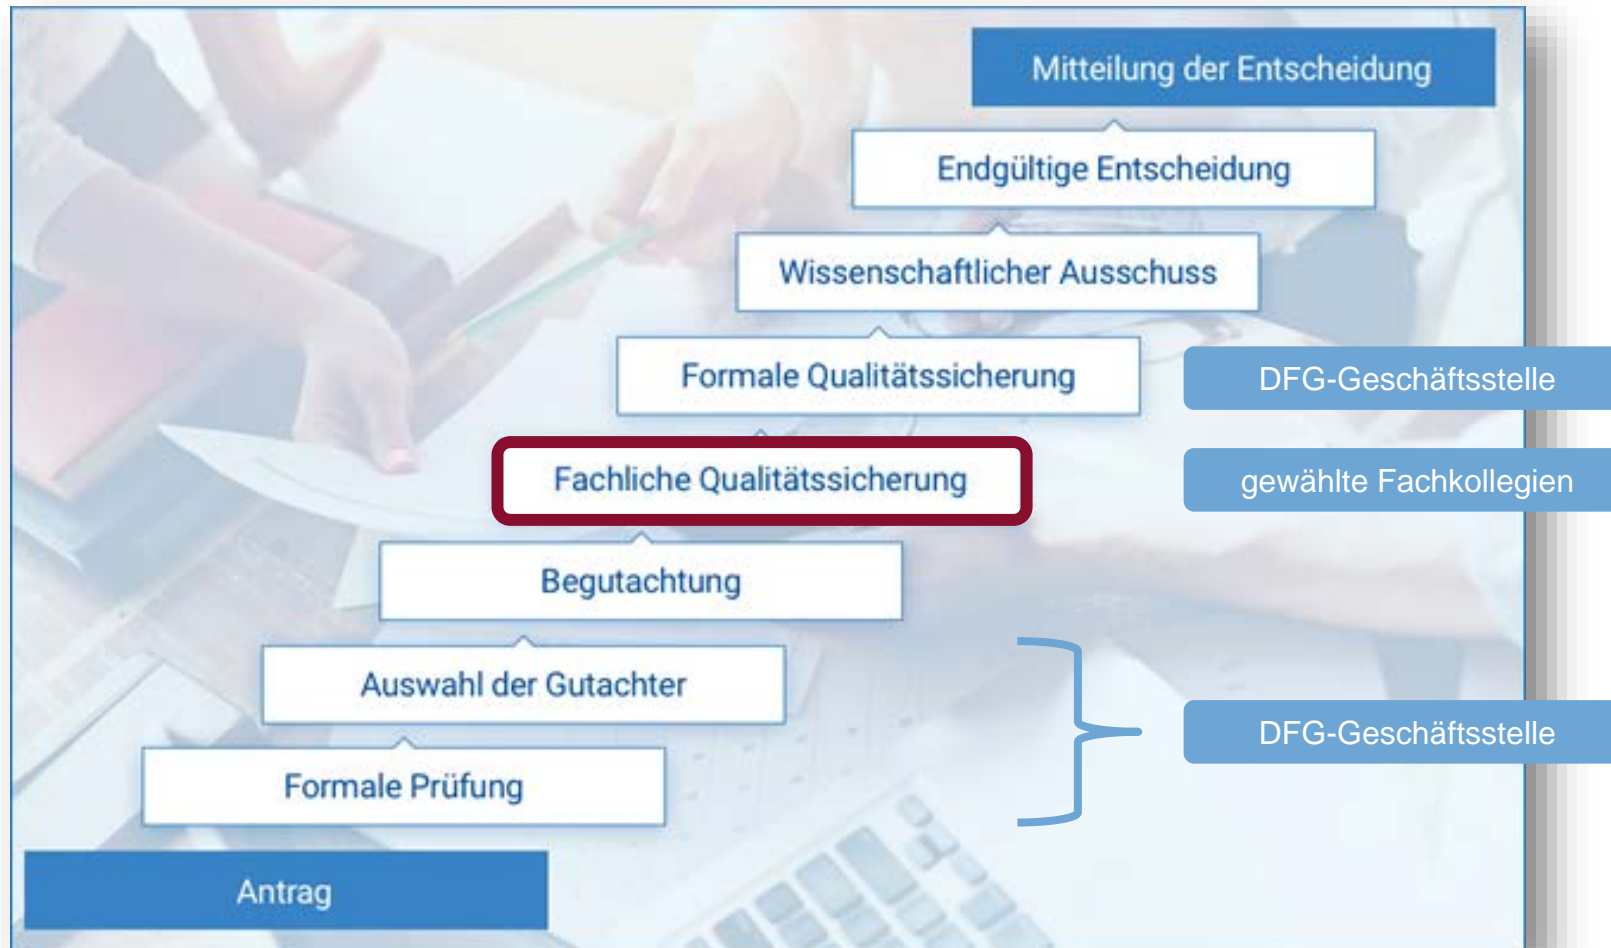 Mitteilung der Entscheidung
Endgültige Entscheidung
Wissenschaftlicher Ausschuss
Formale Qualitätssicherung
DFG-Geschäftsstelle
Fachliche Qualitätssicherung
gewählte Fachkollegien
Begutachtung
Auswahl der Gutachter
DFG-Geschäftsstelle
Formale Prüfung
Antrag